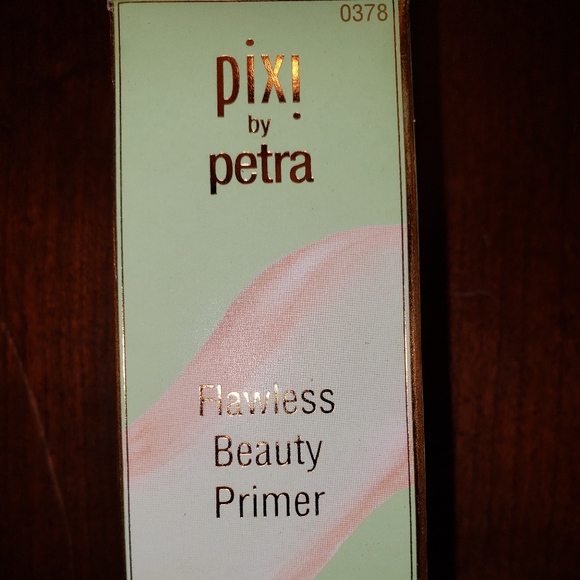 0378
pixi
by
petra
Flawless
Beauty
Primer